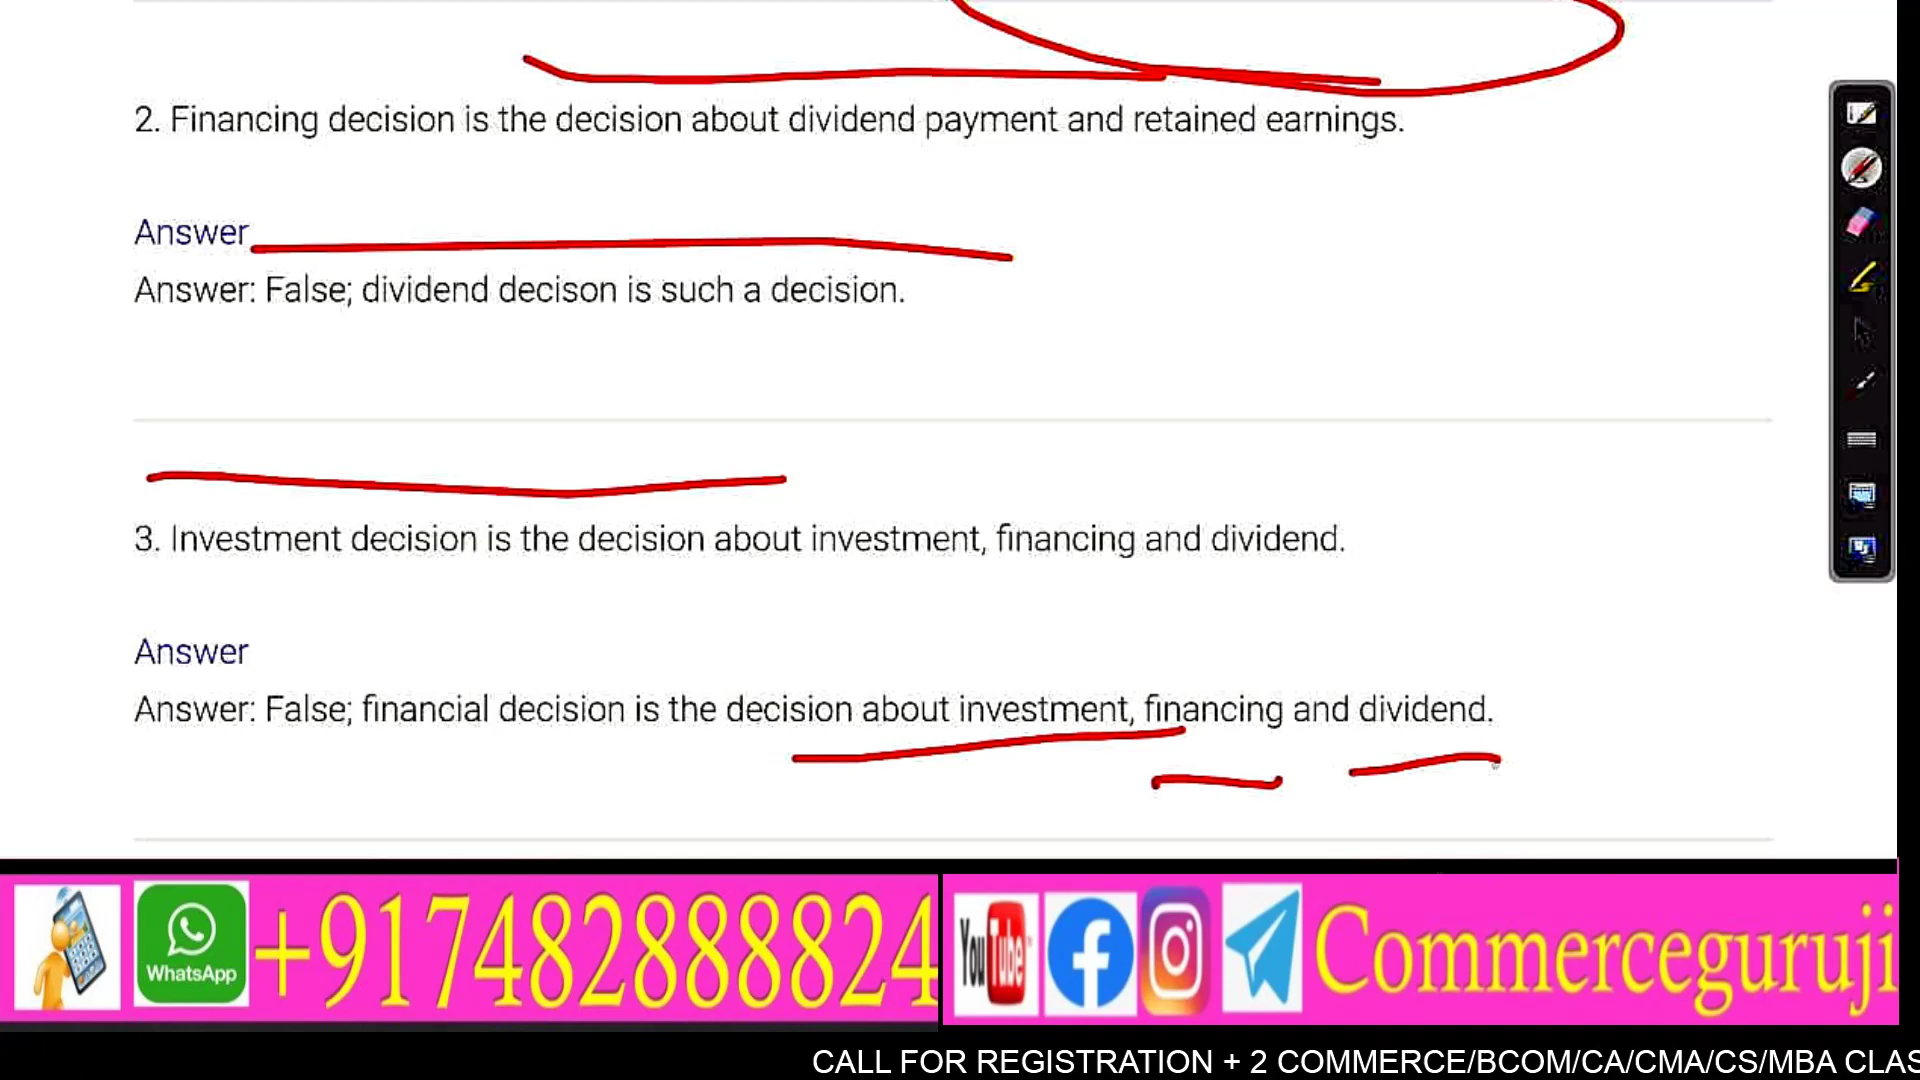 2. Financing decision is the decision about dividend payment and retained earnings.
Answer
Answer: False; dividend decison is such a decision.
3. Investment decision is the decision about investment, financing and dividend.
Answer
Answer: False; financial decision is the decision about investment, financing and dividend.
WhatsApp +917482888824 YouTube Commerceguruji
CALL FOR REGISTRATION + 2 COMMERCE/BCOM/CA/CMA/CS/MBA CLAS